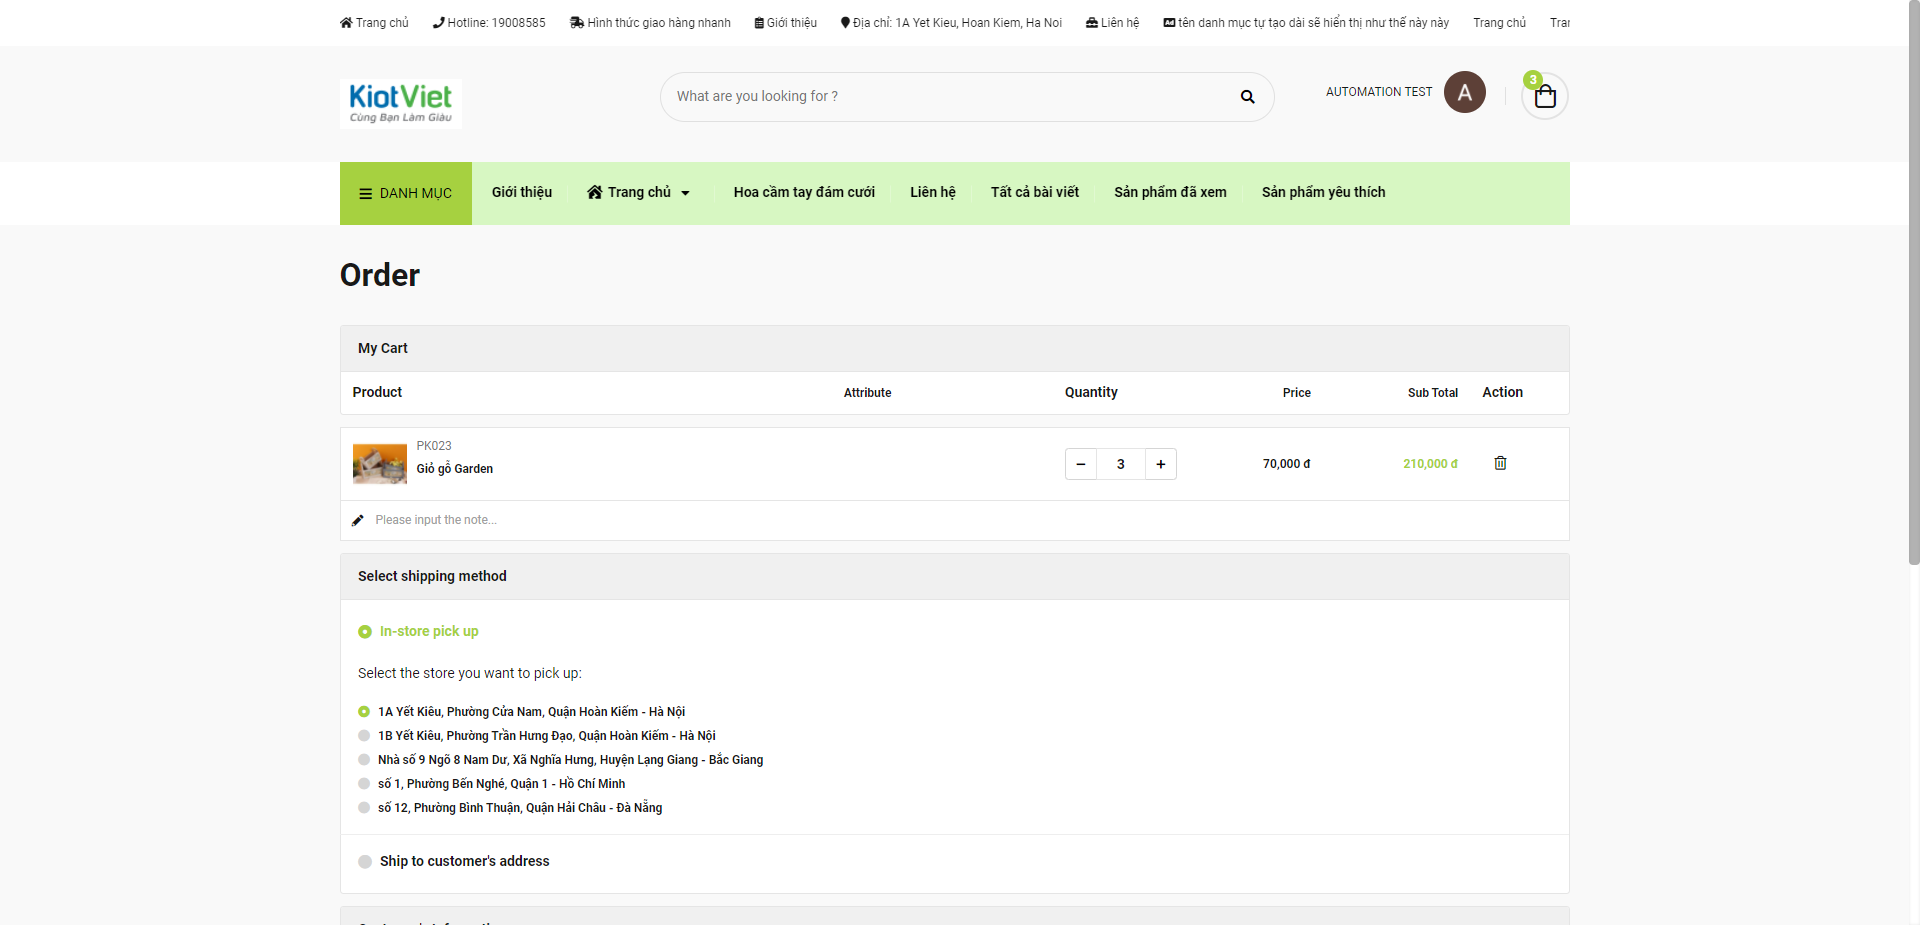 Trang chủ Hotline: 19008585 Hình thức giao hàng nhanh Giới thiệu Địa chỉ: 1A Yet Kieu, Hoan Kiem, Ha Noi Liên hệ Ad tên danh mục tự tạo dài sẽ hiển thị như thế này này Trang chủ
KiotViet
Cùng Bạn Làm Giàu
What are you looking for ?
AUTOMATION TEST A 3
DANH MỤC Giới thiệu Trang chủ Hoa cầm tay đám cưới Liên hệ Tất cả bài viết Sản phẩm đã xem Sản phẩm yêu thích
Order
My Cart
Product Attribute Quantity Price Sub Total Action
PK023
Giỏ gỗ Garden − 3 + 70,000 đ 210,000 đ
Please input the note...
Select shipping method
In-store pick up
Select the store you want to pick up:
1A Yết Kiêu, Phường Cửa Nam, Quận Hoàn Kiếm - Hà Nội
1B Yết Kiêu, Phường Trần Hưng Đạo, Quận Hoàn Kiếm - Hà Nội
Nhà số 9 Ngõ 8 Nam Dư, Xã Nghĩa Hưng, Huyện Lạng Giang - Bắc Giang
số 1, Phường Bến Nghé, Quận 1 - Hồ Chí Minh
số 12, Phường Bình Thuận, Quận Hải Châu - Đà Nẵng
Ship to customer's address